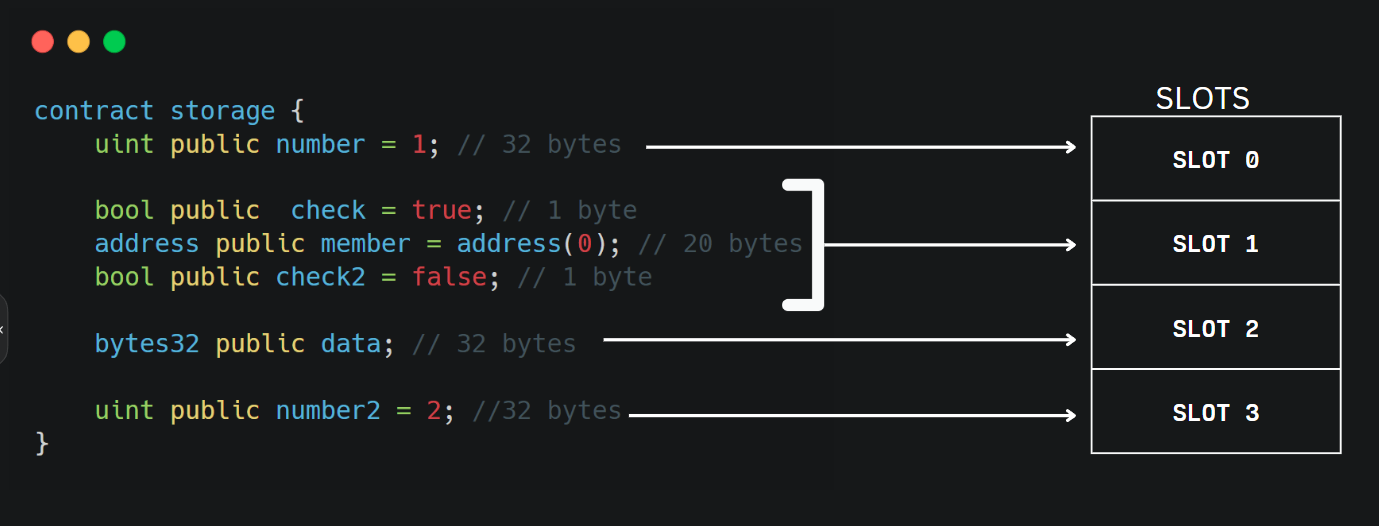 SLOTS
contract storage {
uint public number = 1; // 32 bytes
SLOT 0
bool public  check = true; // 1 byte
address public member = address(0); // 20 bytes
SLOT 1
bool public check2 = false; // 1 byte
bytes32 public data; // 32 bytes
SLOT 2
uint public number2 = 2; //32 bytes
SLOT 3
}